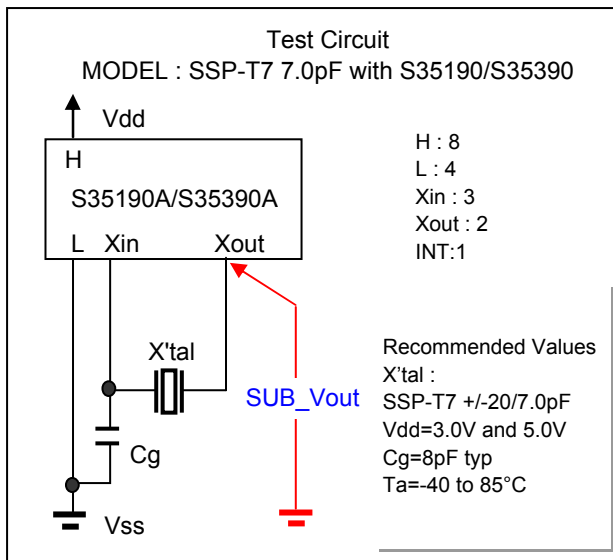 Test Circuit
MODEL : SSP-T7 7.0pF with S35190/S35390
Vdd
H
S35190A/S35390A
L Xin Xout
X'tal
SUB_Vout
Cg
Vss
H : 8
L : 4
Xin : 3
Xout : 2
INT:1
Recommended Values
X’tal :
SSP-T7 +/-20/7.0pF
Vdd=3.0V and 5.0V
Cg=8pF typ
Ta=-40 to 85°C